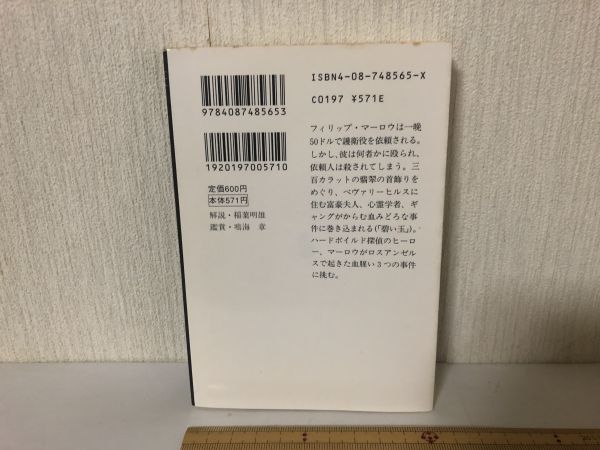 ISBN4-08-748565-X
C0197 ¥571E
9784087485653
1920197005710
定価600円
本体571円
解説・稲葉明雄
鑑賞・鳴海 章
フィリップ・マーロウは一晩
50ドルで護衛役を依頼される。
しかし、彼は何者かに殴られ、
依頼人は殺されてしまう。三
百カラットの翡翠の首飾りを
めぐり、ベヴァリーヒルスに
住む富豪夫人、心霊学者、ギ
ャングがからむ血みどろな事
件に巻き込まれる(「碧い玉」)。
ハードボイルド探偵のヒーロ
ー、マーロウがロスアンゼル
スで起きた血腥い3つの事件
に挑む。